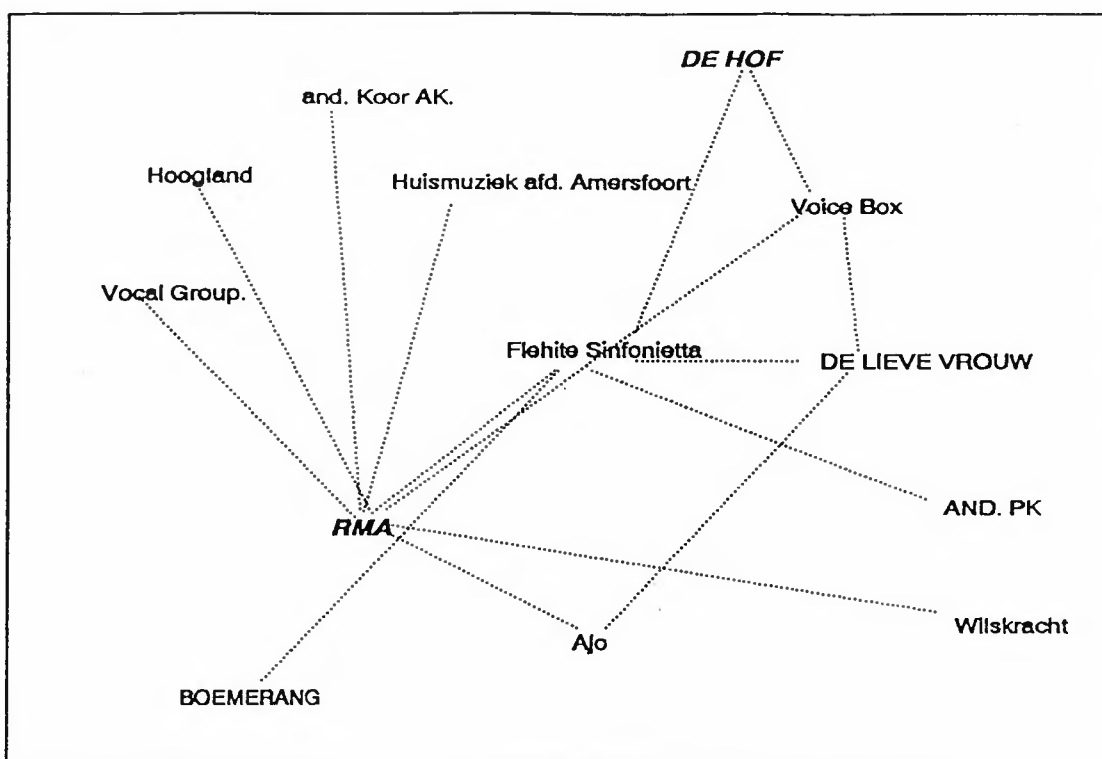 DE HOF
and. Koor AK.
Hoogland
Huismuziek afd. Amersfoort
Voice Box
Vocal Group.
Flehite Sinfonietta
DE LIEVE VROUW
AND. PK
RMA
Wilskracht
Ajo
BOEMERANG